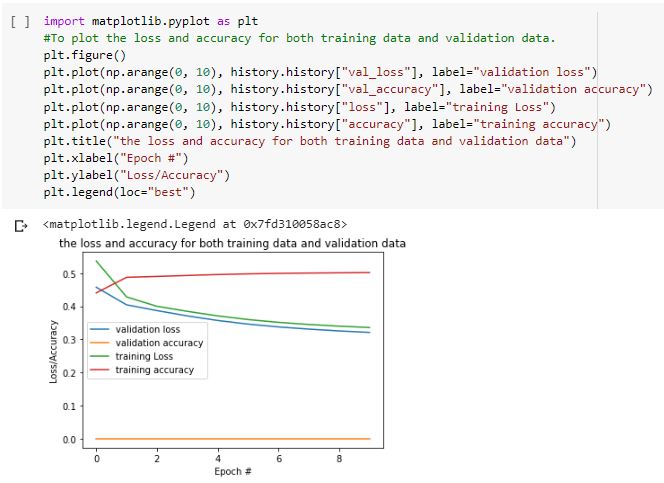 [ ] import matplotlib.pyplot as plt
#To plot the loss and accuracy for both training data and validation data.
plt.figure()
plt.plot(np.arange(0, 10), history.history["val_loss"], label="validation loss")
plt.plot(np.arange(0, 10), history.history["val_accuracy"], label="validation accuracy")
plt.plot(np.arange(0, 10), history.history["loss"], label="training Loss")
plt.plot(np.arange(0, 10), history.history["accuracy"], label="training accuracy")
plt.title("the loss and accuracy for both training data and validation data")
plt.xlabel("Epoch #")
plt.ylabel("Loss/Accuracy")
plt.legend(loc="best")
<matplotlib.legend.Legend at 0x7fd310058ac8>
the loss and accuracy for both training data and validation data
0.5
0.4
0.3
0.2
0.1
0.0
Loss/Accuracy
validation loss
validation accuracy
training Loss
training accuracy
0 2 4 6 8
Epoch #